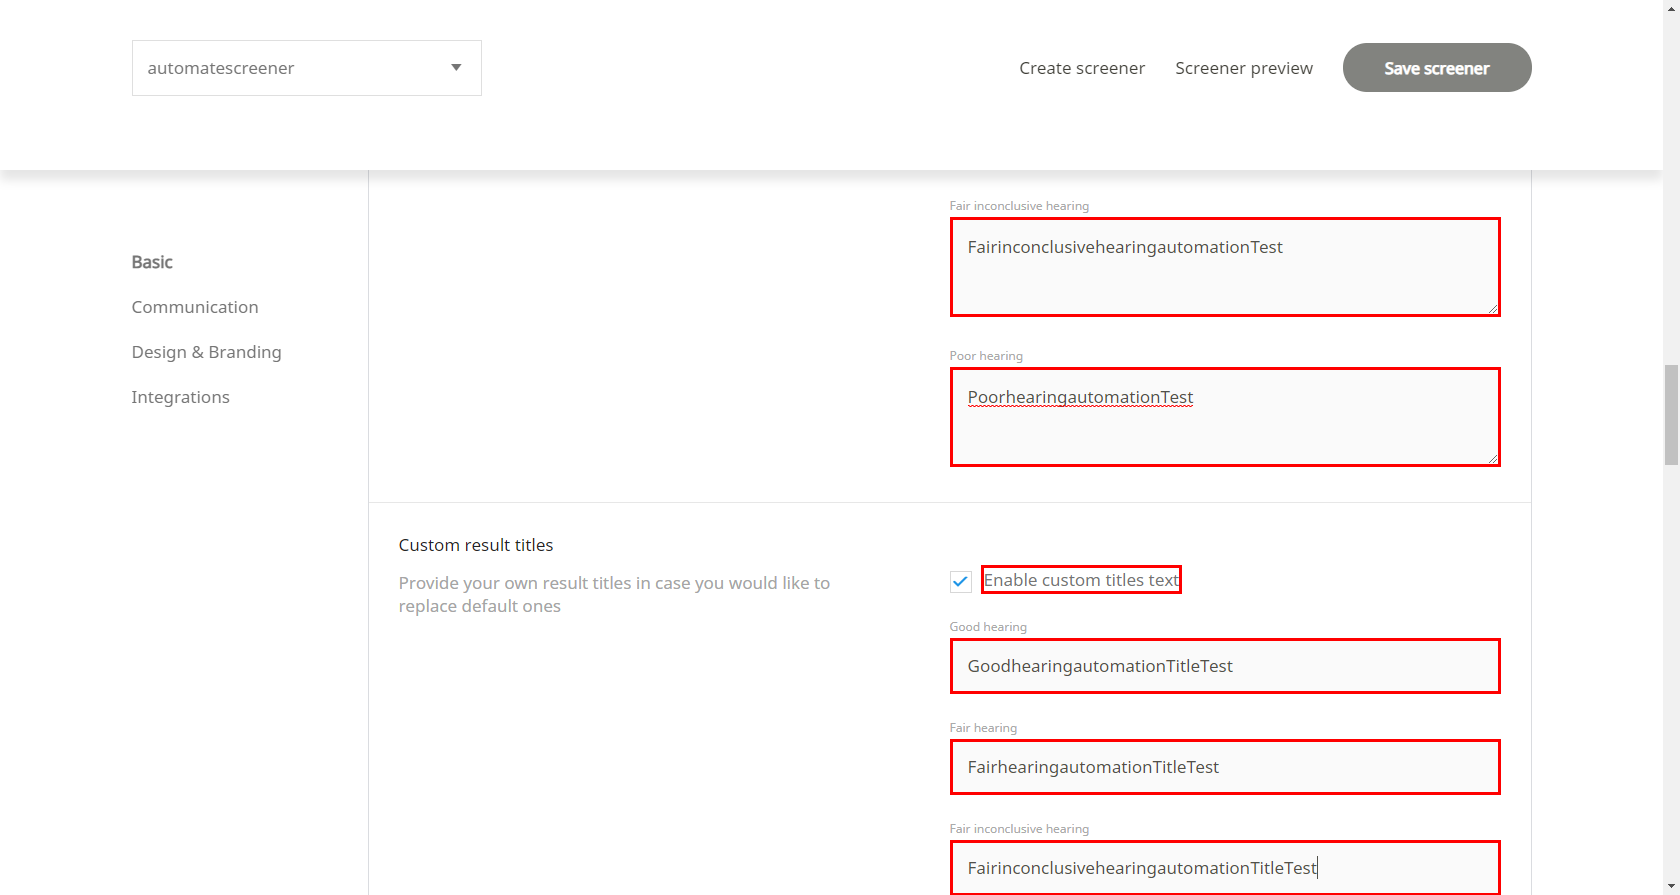 automatescreener
Create screener
Screener preview
Save screener
Basic
Communication
Design & Branding
Integrations
Fair inconclusive hearing
FairinconclusivehearingautomationTest
Poor hearing
PoorhearingautomationTest
Custom result titles
Provide your own result titles in case you would like to
replace default ones
Enable custom titles text
Good hearing
GoodhearingautomationTitleTest
Fair hearing
FairhearingautomationTitleTest
Fair inconclusive hearing
FairinconclusivehearingautomationTitleTest